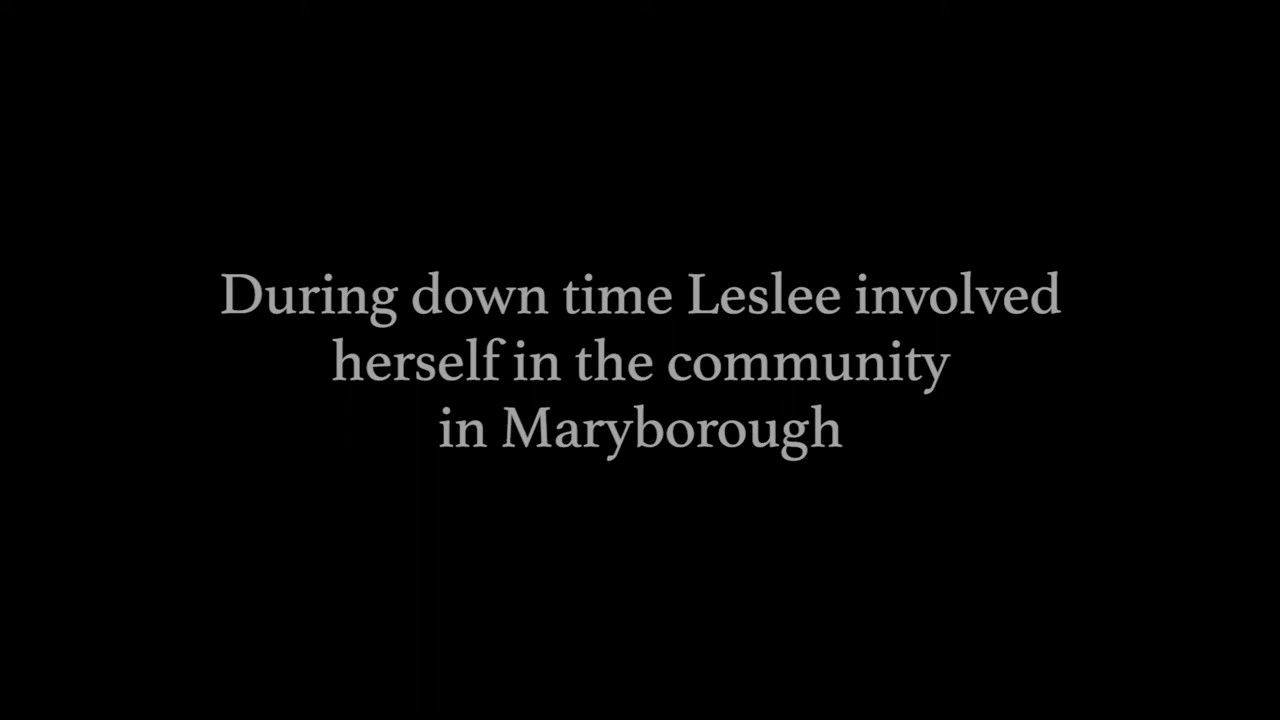 During down time Leslee involved
herself in the community
in Maryborough